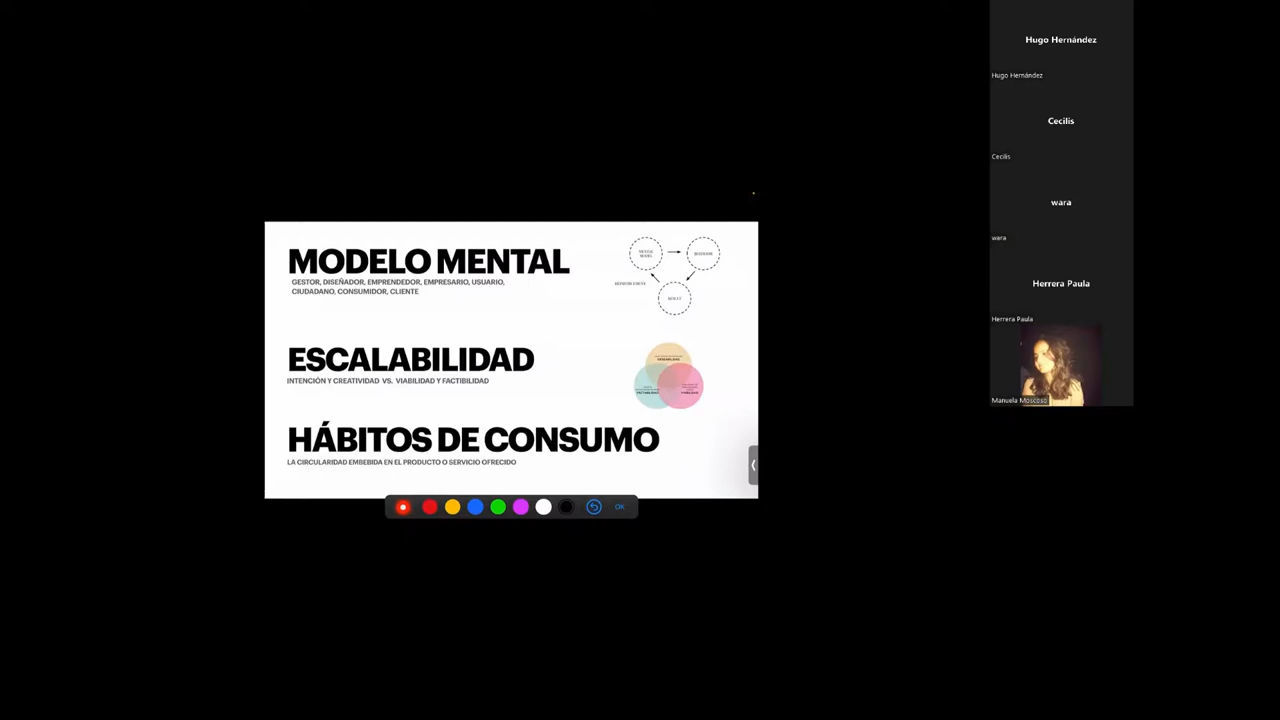 MODELO MENTAL
GESTOR, DISEÑADOR, EMPRENDEDOR, EMPRESARIO, USUARIO,
CIUDADANO, CONSUMIDOR, CLIENTE
ESCALABILIDAD
INTENCIÓN Y CREATIVIDAD VS. VIABILIDAD Y FACTIBILIDAD
HÁBITOS DE CONSUMO
LA CIRCULARIDAD EMBEBIDA EN EL PRODUCTO O SERVICIO OFRECIDO
OK
Hugo Hernández
Hugo Hernández
Cecilis
Cecilis
wara
wara
Herrera Paula
Herrera Paula
Manuela Moscoso